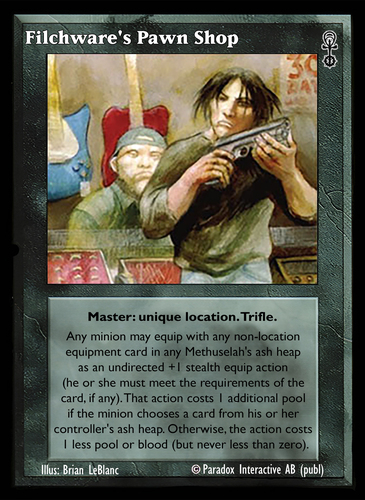 Filchware's Pawn Shop
30
DAY
Master: unique location. Trifle.
Any minion may equip with any non-location
equipment card in any Methuselah's ash heap
as an undirected +1 stealth equip action
(he or she must meet the requirements of the
card, if any). That action costs 1 additional pool
if the minion chooses a card from his or her
controller's ash heap. Otherwise, the action costs
1 less pool or blood (but never less than zero).
Illus: Brian LeBlanc
© Paradox Interactive AB (publ)